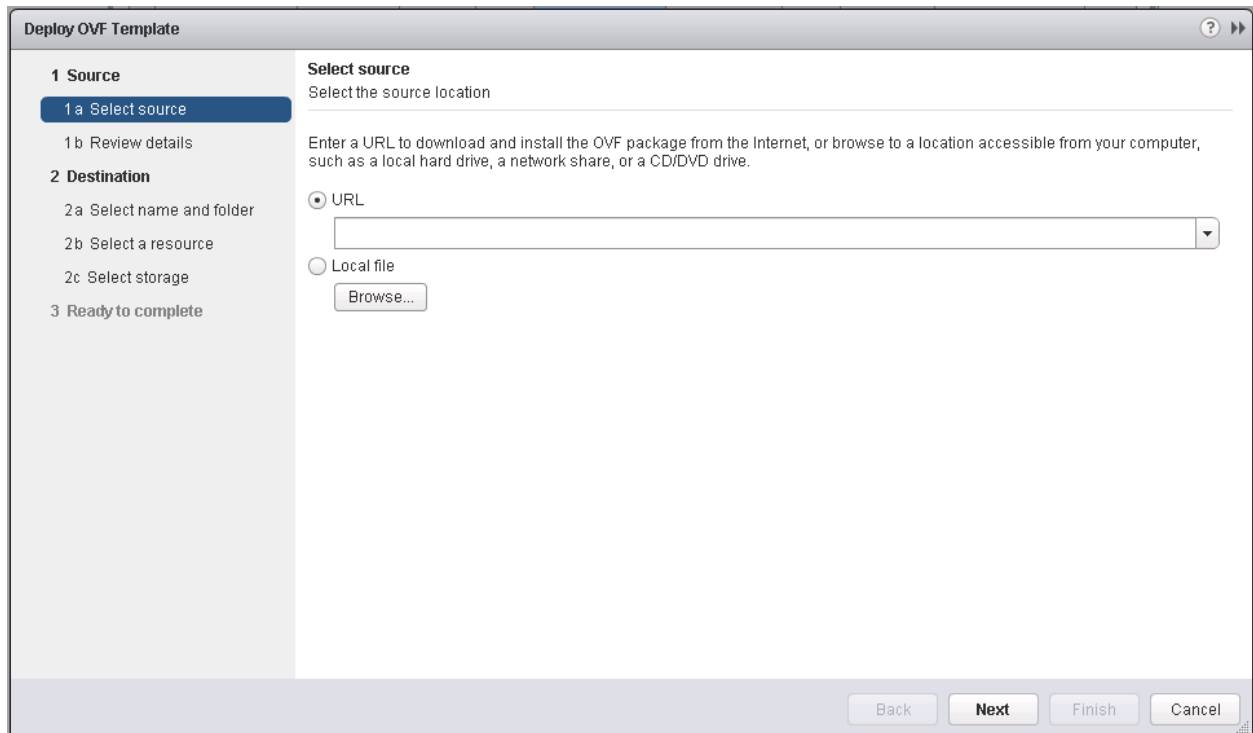 Deploy OVF Template
1 Source
1a Select source
1b Review details
2 Destination
2a Select name and folder
2b Select a resource
2c Select storage
3 Ready to complete
Select source
Select the source location
Enter a URL to download and install the OVF package from the Internet, or browse to a location accessible from your computer,
such as a local hard drive, a network share, or a CD/DVD drive.
URL
Local file
Browse...
Back
Next
Finish
Cancel